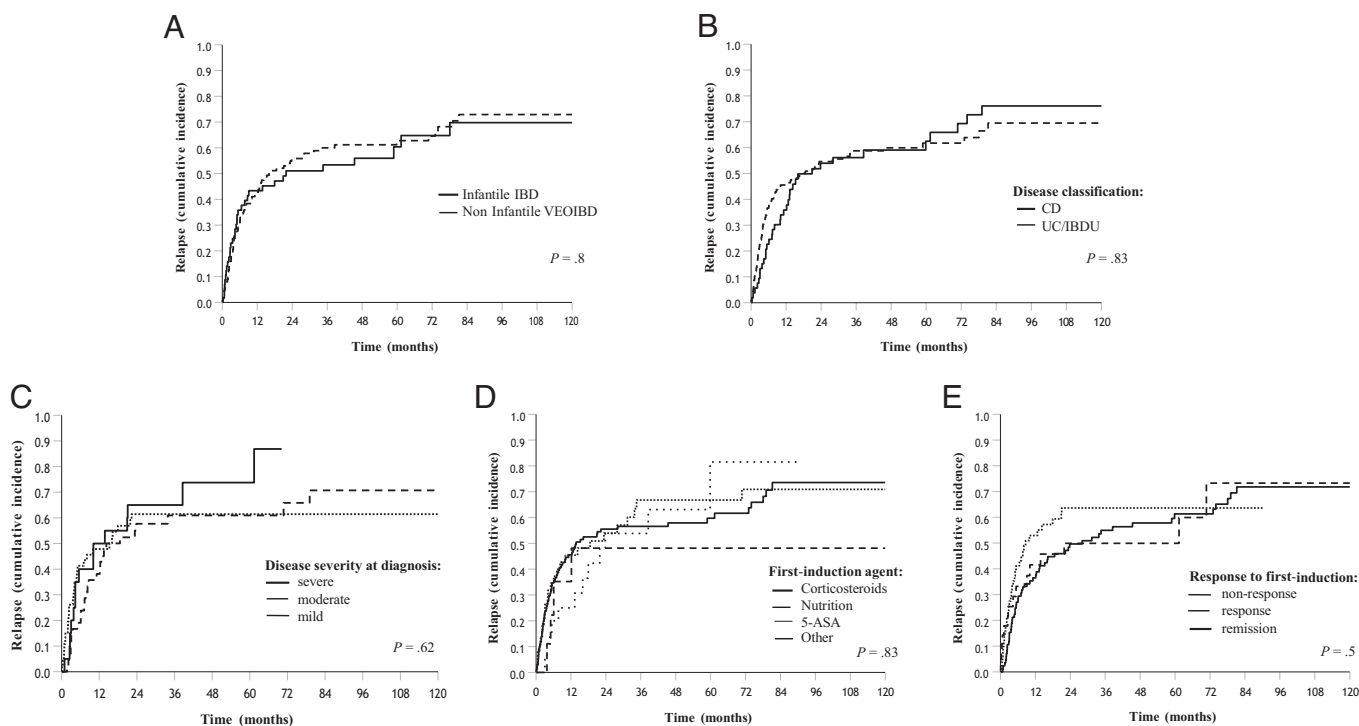 A
Relapse (cumulative incidence)
1.0
0.9
0.8
0.7
0.6
0.5
0.4
0.3
0.2
0.1
0.0
Infantile IBD
Non Infantile VEOIBD
P = .8
0 12 24 36 48 60 72 84 96 108 120
Time (months)
B
Relapse (cumulative incidence)
1.0
0.9
0.8
0.7
0.6
0.5
0.4
0.3
0.2
0.1
0.0
Disease classification:
CD
UC/IBDU
P = .83
0 12 24 36 48 60 72 84 96 108 120
Time (months)
C
Relapse (cumulative incidence)
1.0
0.9
0.8
0.7
0.6
0.5
0.4
0.3
0.2
0.1
0.0
Disease severity at diagnosis:
severe
moderate
mild
P = .62
0 12 24 36 48 60 72 84 96 108 120
Time (months)
D
Relapse (cumulative incidence)
1.0
0.9
0.8
0.7
0.6
0.5
0.4
0.3
0.2
0.1
0.0
First-induction agent:
Corticosteroids
Nutrition
5-ASA
Other
P = .83
0 12 24 36 48 60 72 84 96 108 120
Time (months)
E
Relapse (cumulative incidence)
1.0
0.9
0.8
0.7
0.6
0.5
0.4
0.3
0.2
0.1
0.0
Response to first-induction:
non-response
response
remission
P = .5
0 12 24 36 48 60 72 84 96 108 120
Time (months)